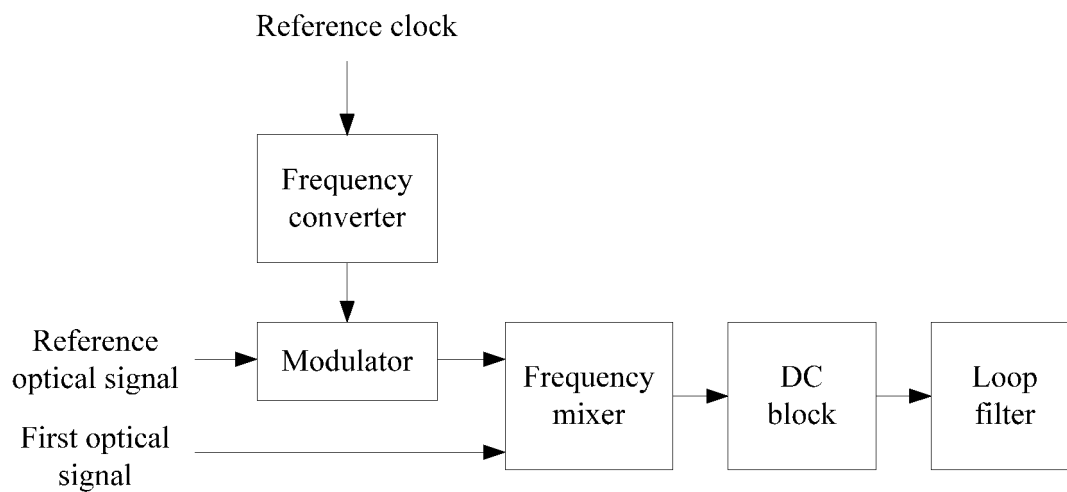 Reference clock
Frequency
converter
Reference
optical signal
Modulator
Frequency
mixer
DC
block
Loop
filter
First optical
signal